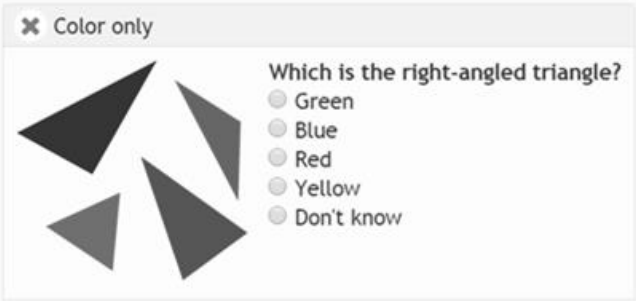 Color only
Which is the right-angled triangle?
Green
Blue
Red
Yellow
Don't know